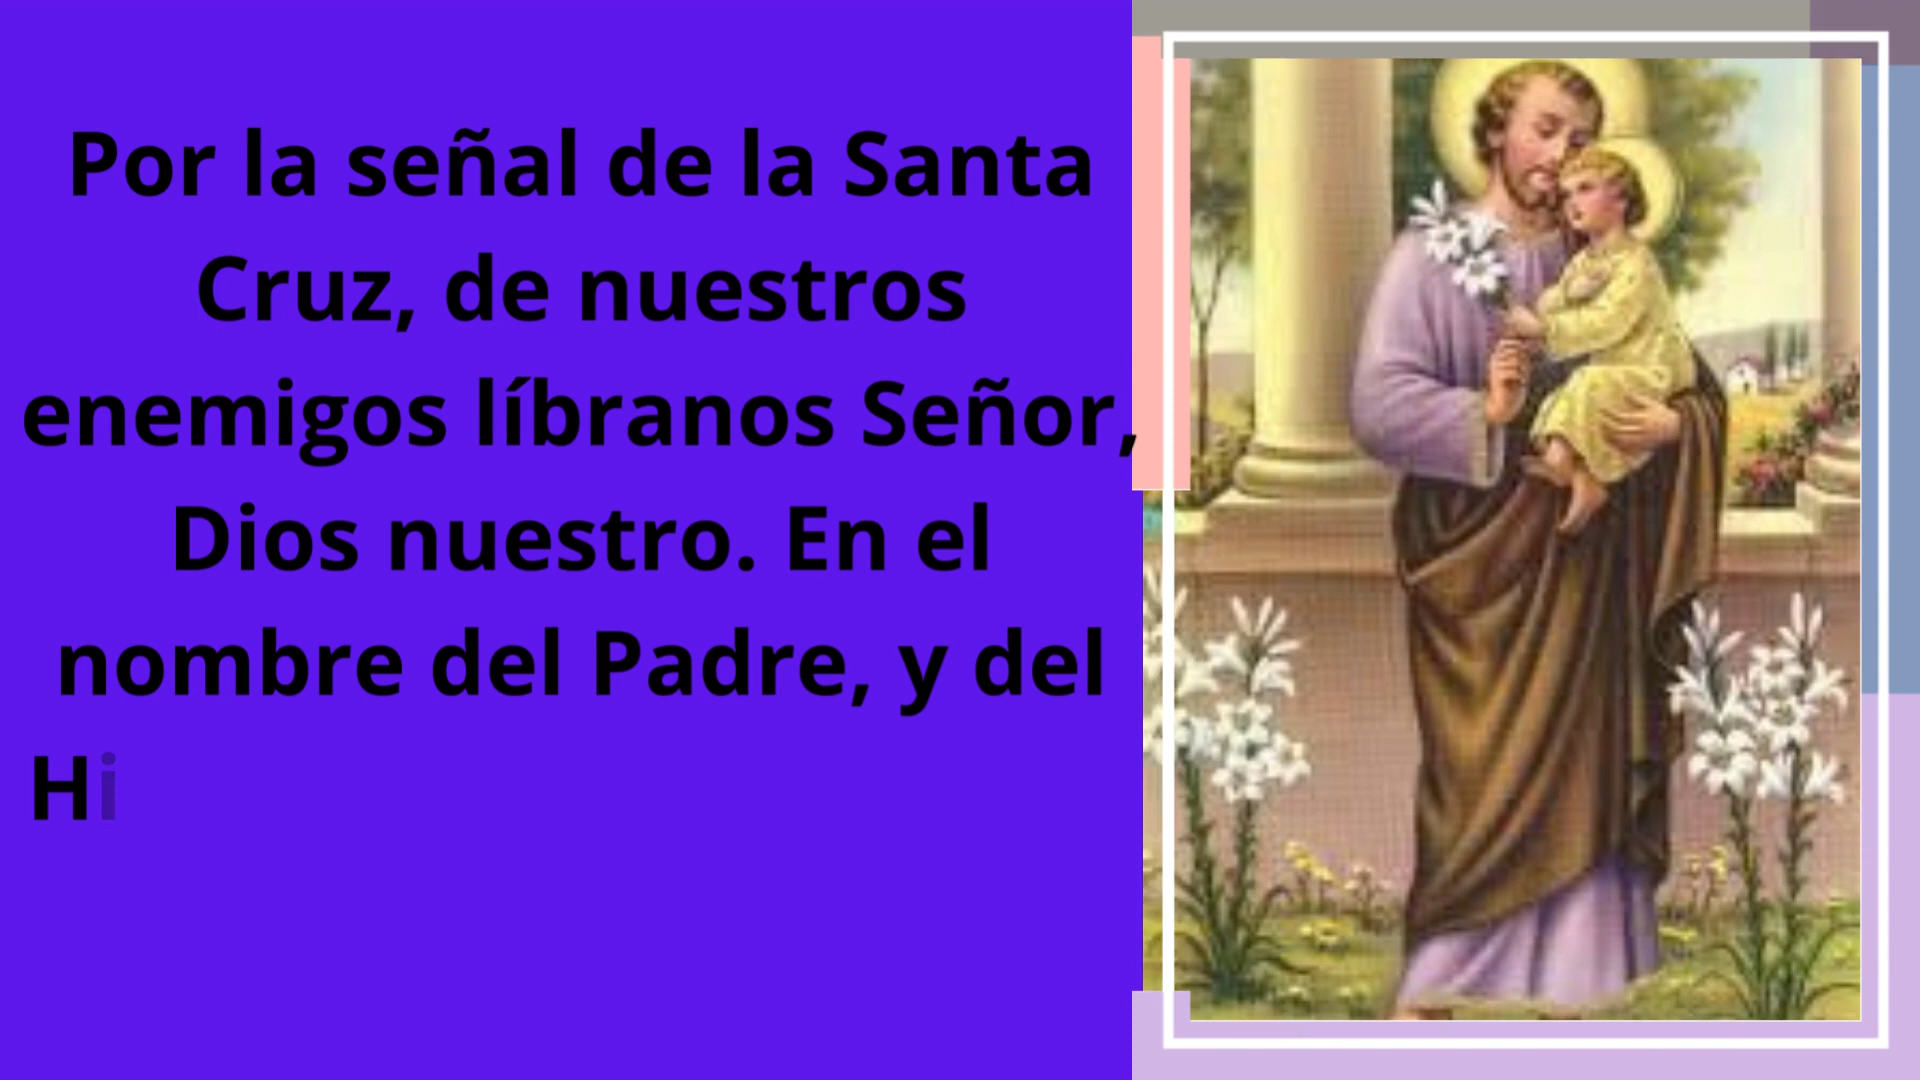 Por la señal de la Santa
Cruz, de nuestros
enemigos líbranos Señor,
Dios nuestro. En el
nombre del Padre, y del
Hi